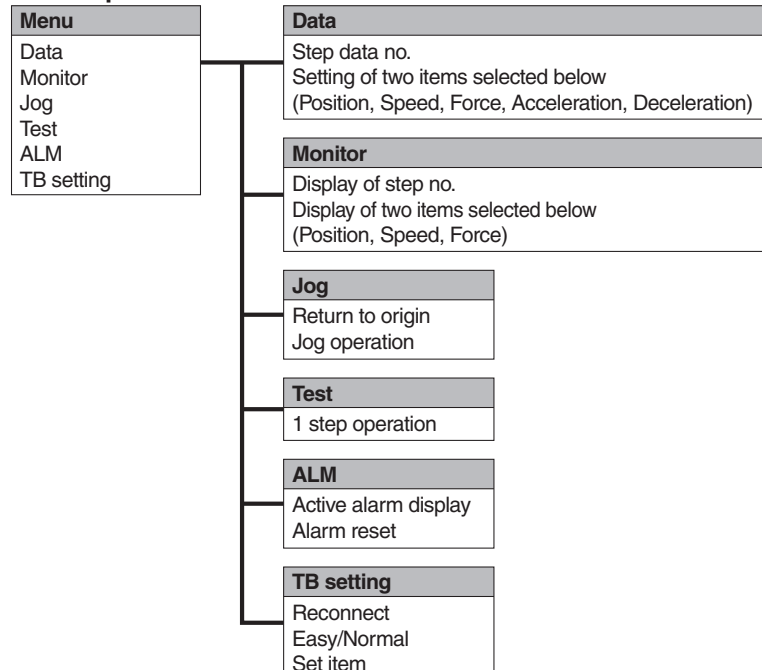 Menu
Data
Monitor
Jog
Test
ALM
TB setting
Data
Step data no.
Setting of two items selected below
(Position, Speed, Force, Acceleration, Deceleration)
Monitor
Display of step no.
Display of two items selected below
(Position, Speed, Force)
Jog
Return to origin
Jog operation
Test
1 step operation
ALM
Active alarm display
Alarm reset
TB setting
Reconnect
Easy/Normal
Set item